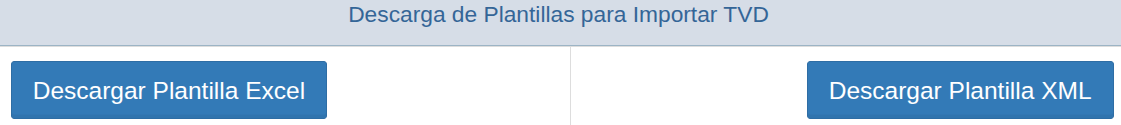 Descarga de Plantillas para Importar TVD
Descargar Plantilla Excel
Descargar Plantilla XML